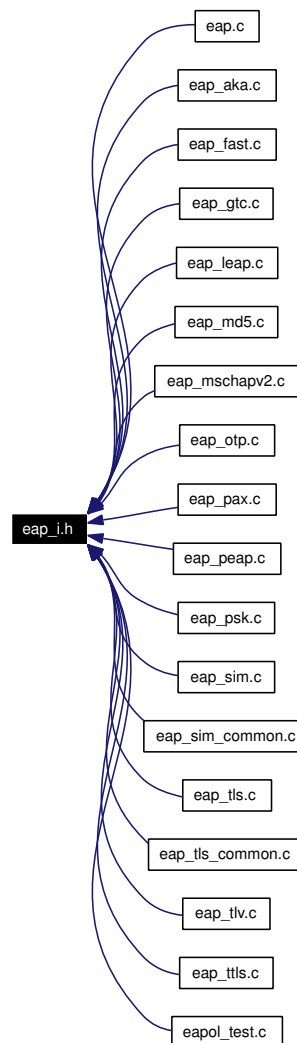 eap.c
eap_aka.c
eap_fast.c
eap_gtc.c
eap_leap.c
eap_md5.c
eap_mschapv2.c
eap_otp.c
eap_pax.c
eap_i.h
eap_peap.c
eap_psk.c
eap_sim.c
eap_sim_common.c
eap_tls.c
eap_tls_common.c
eap_tlv.c
eap_ttls.c
eapol_test.c